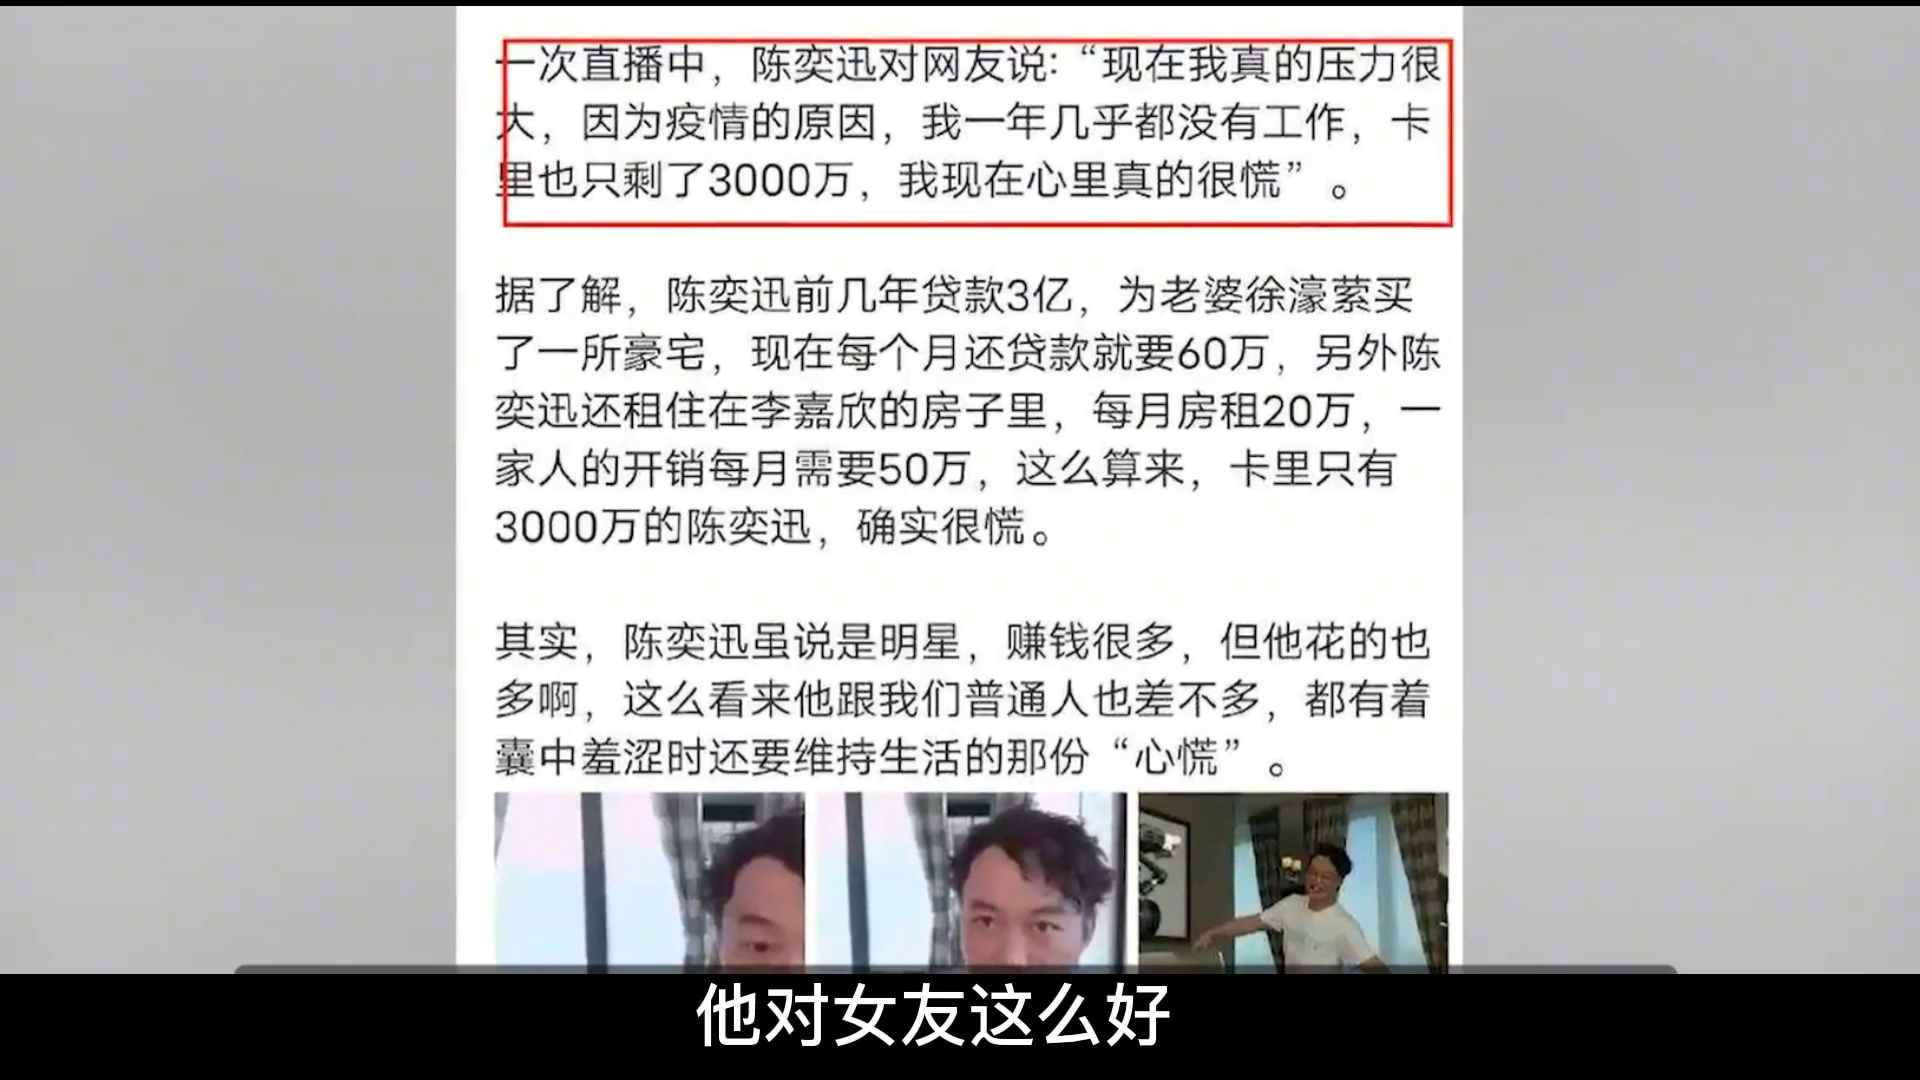 一次直播中，陈奕迅对网友说：“现在我真的压力很
大，因为疫情的原因，我一年几乎都没有工作，卡
里也只剩了3000万，我现在心里真的很慌”。
据了解，陈奕迅前几年贷款3亿，为老婆徐濠萦买
了一所豪宅，现在每个月还贷款就要60万，另外陈
奕迅还租住在李嘉欣的房子里，每月房租20万，一
家人的开销每月需要50万，这么算来，卡里只有
3000万的陈奕迅，确实很慌。
其实，陈奕迅虽说是明星，赚钱很多，但他花的也
多啊，这么看来他跟我们普通人也差不多，都有着
囊中羞涩时还要维持生活的那份“心慌”。
他对女友这么好